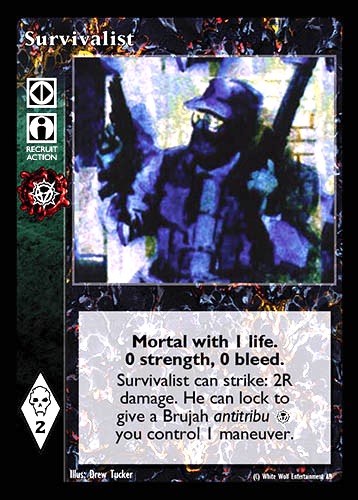 Survivalist
RECRUIT
ACTION
Mortal with 1 life.
0 strength, 0 bleed.
Survivalist can strike: 2R
damage. He can lock to
give a Brujah antitribu
you control 1 maneuver.
2
Illus: Drew Tucker
(C) White Wolf Entertainment AB